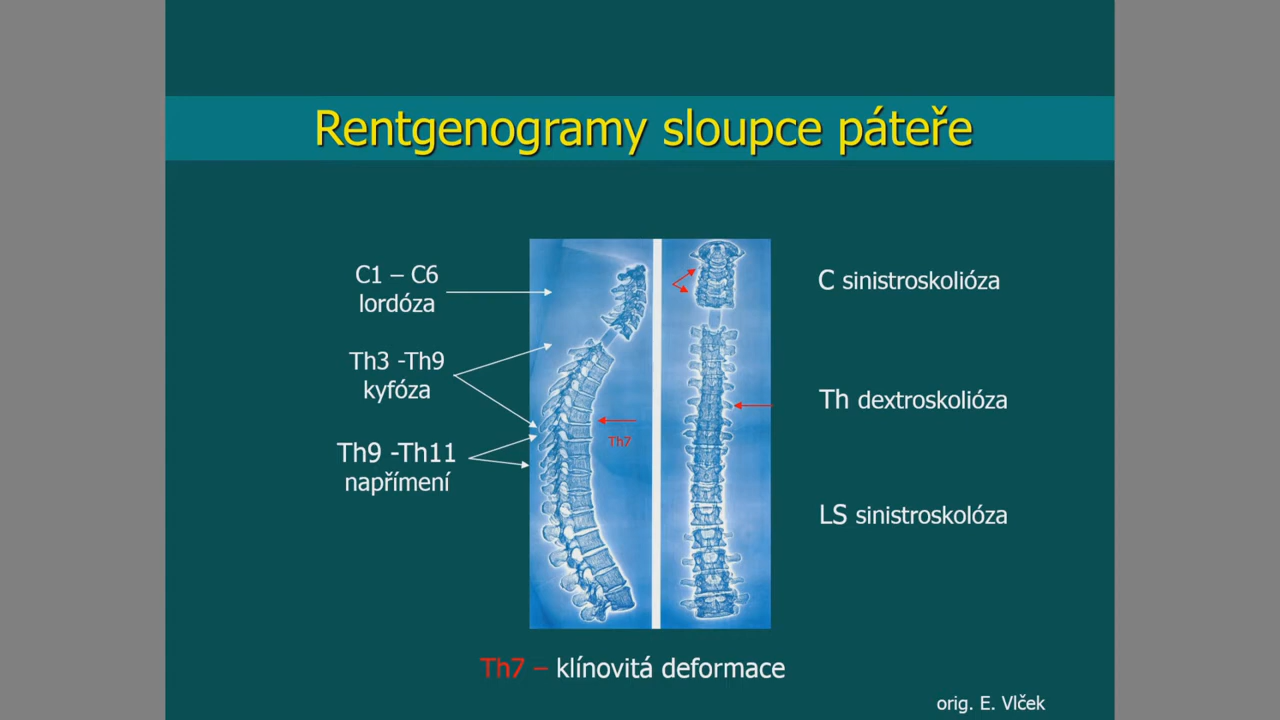 Rentgenogramy sloupce páteře
C1 – C6
lordóza
Th3 -Th9
kyfóza
Th9 -Th11
napřímení
Th7
C sinistroskolióza
Th dextroskolióza
LS sinistroskolóza
Th7 – klínovitá deformace
orig. E. Vlček